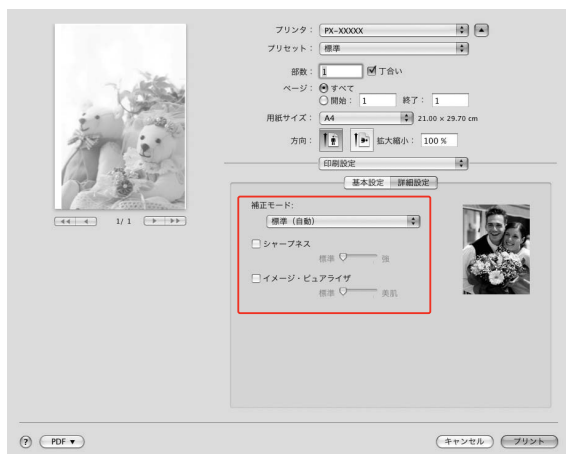 プリンタ： PX-XXXXX
プリセット： 標準
部数： 1 丁合い
ページ： すべて
開始： 1 終了： 1
用紙サイズ： A4 21.00 × 29.70 cm
方向： 拡大縮小： 100 %
印刷設定
基本設定 詳細設定
補正モード：
標準（自動）
シャープネス
標準 強
イメージ・ピュアライザ
標準 美肌
1/1
? PDF▼ キャンセル プリント